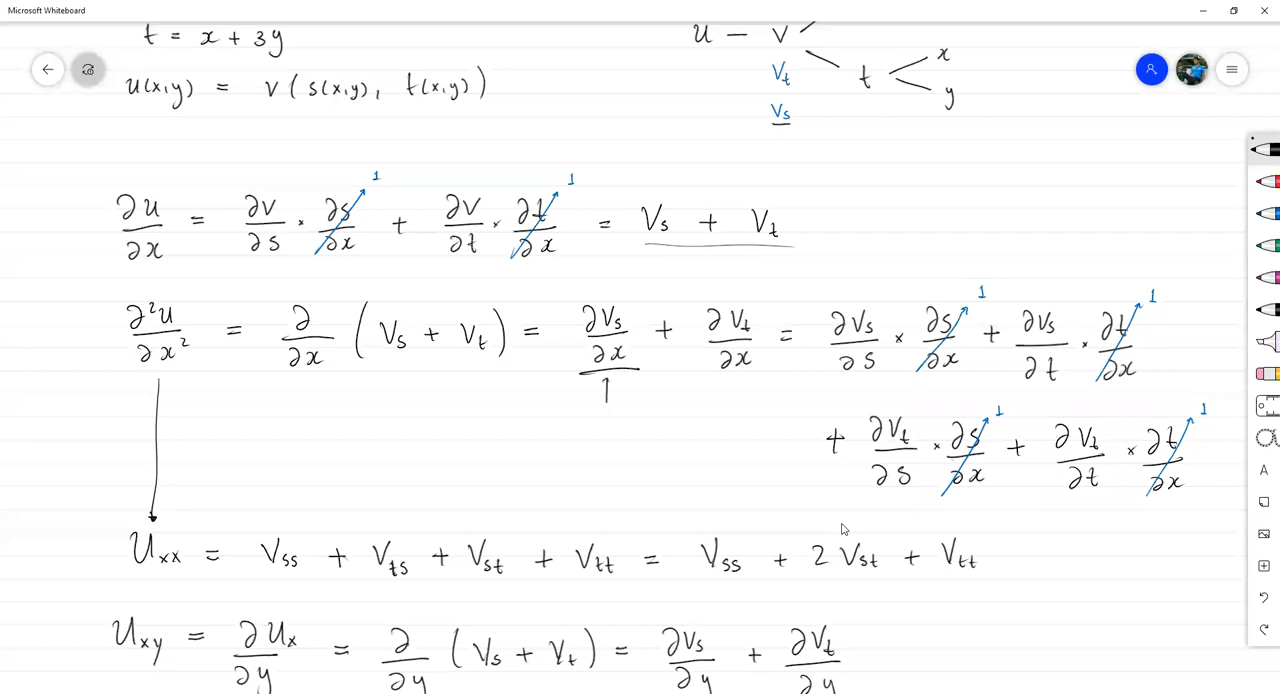 Microsoft Whiteboard
t = x + 3y
u(x,y) = v ( s(x,y), t(x,y) )
u — v
v_t
v_s
t
x
y
∂u/∂x = ∂v/∂s · ∂s/∂x 1 + ∂v/∂t × ∂t/∂x 1 = V_s + V_t
∂²u/∂x² = ∂/∂x ( V_s + V_t ) = ∂V_s/∂x + ∂V_t/∂x = ∂V_s/∂s × ∂s/∂x 1 + ∂V_s/∂t × ∂t/∂x 1
+ ∂V_t/∂s × ∂s/∂x 1 + ∂V_t/∂t × ∂t/∂x 1
U_xx = V_ss + V_ts + V_st + V_tt = V_ss + 2 V_st + V_tt
U_xy = ∂U_x/∂y = ∂/∂y ( V_s + V_t ) = ∂V_s/∂y + ∂V_t/∂y
A